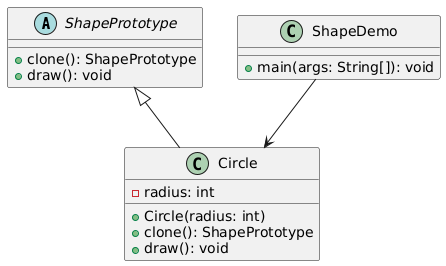 A ShapePrototype
clone(): ShapePrototype
draw(): void
C ShapeDemo
main(args: String[]): void
C Circle
radius: int
Circle(radius: int)
clone(): ShapePrototype
draw(): void